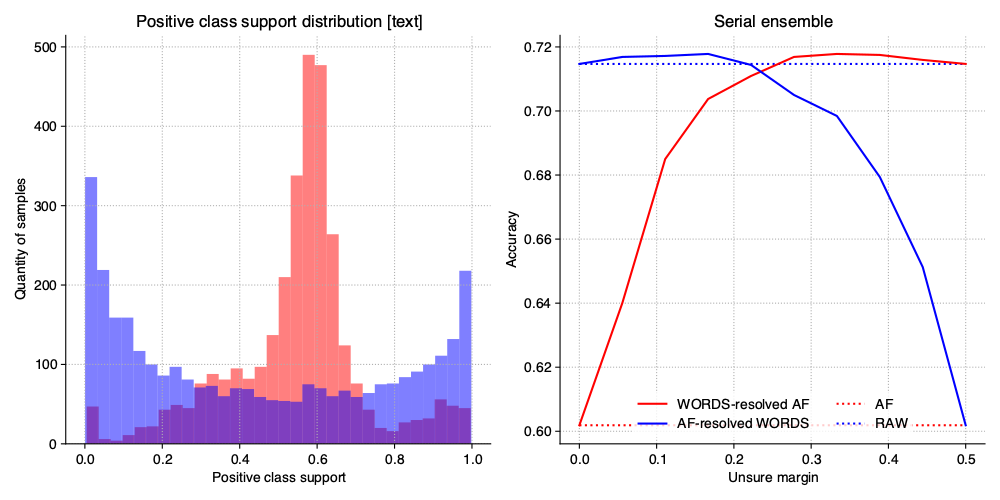 Positive class support distribution [text]
500
400
300
200
100
0
Quantity of samples
0.0 0.2 0.4 0.6 0.8 1.0
Positive class support
Serial ensemble
0.72
0.70
0.68
0.66
0.64
0.62
0.60
Accuracy
WORDS-resolved AF
AF-resolved WORDS
AF
RAW
0.0 0.1 0.2 0.3 0.4 0.5
Unsure margin